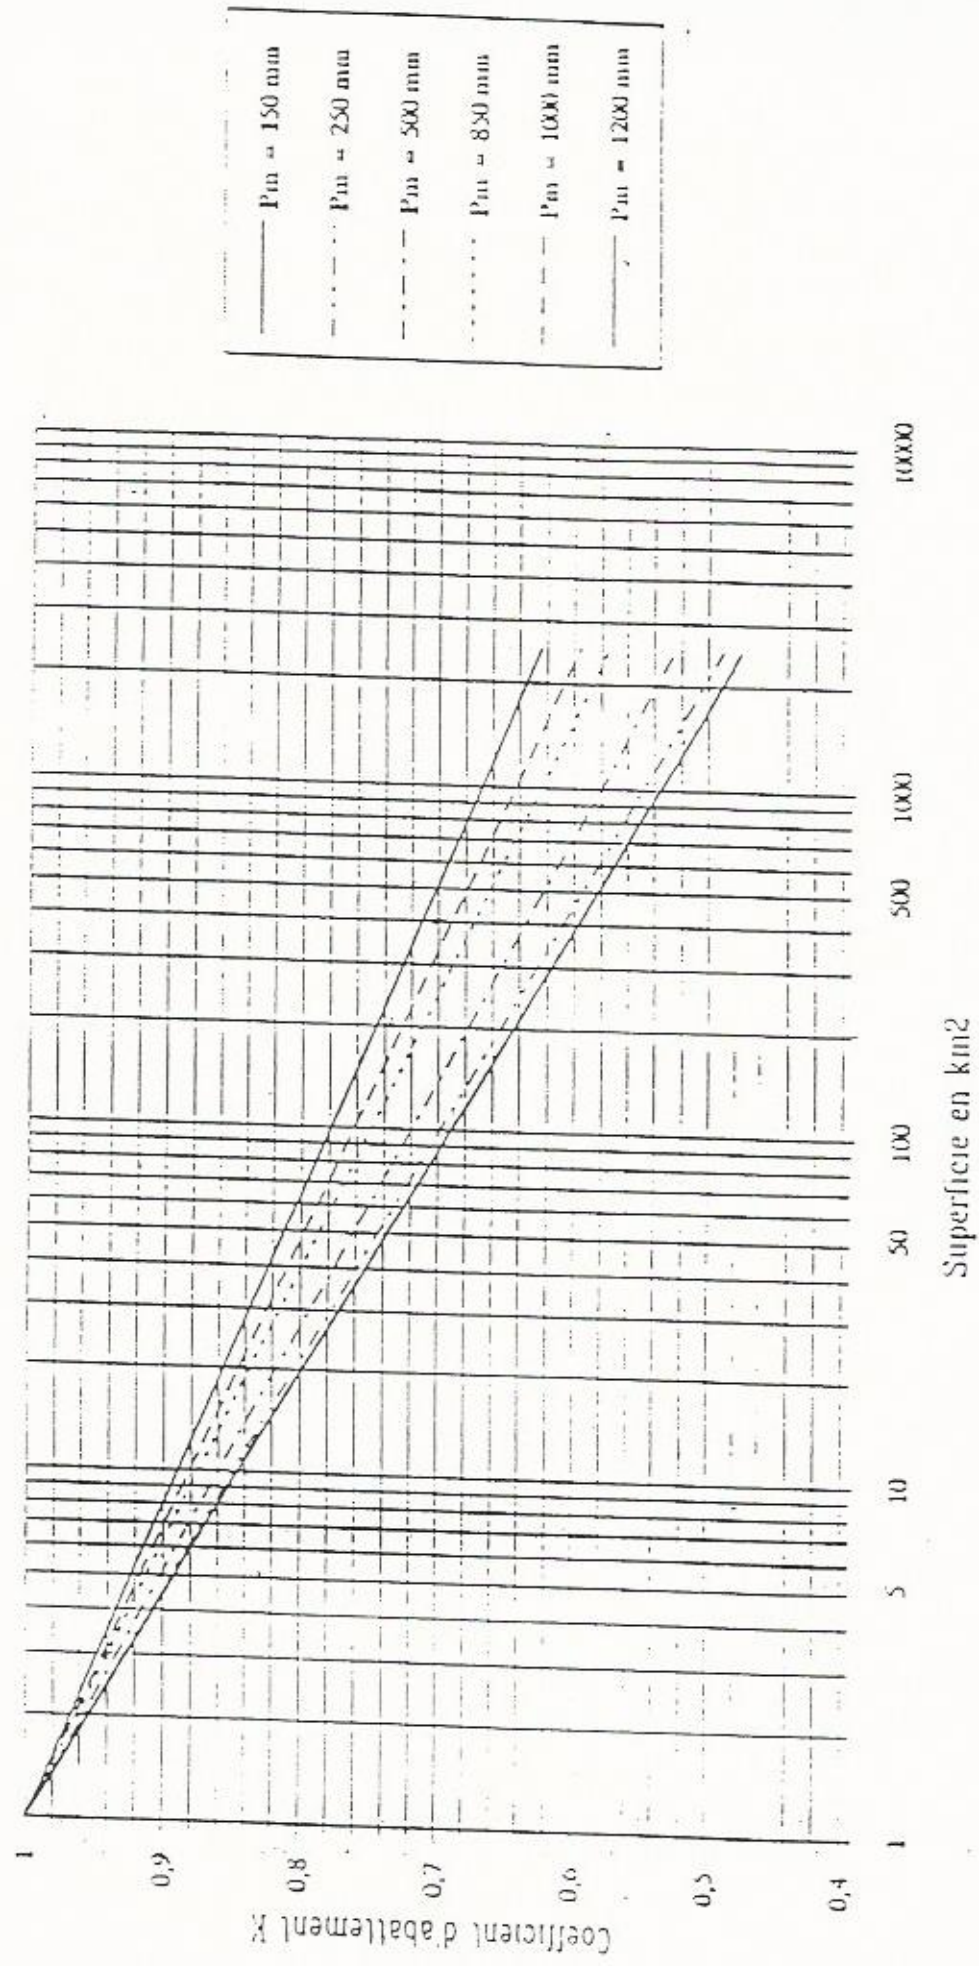 Pm = 150 mm
Pm = 250 mm
Pm = 500 mm
Pm = 850 mm
Pm = 1000 mm
Pm = 1200 mm
Coefficient d'abattement K
1
0,9
0,8
0,7
0,6
0,5
0,4
1
5
10
50
100
500
1000
10000
Superficie en km2